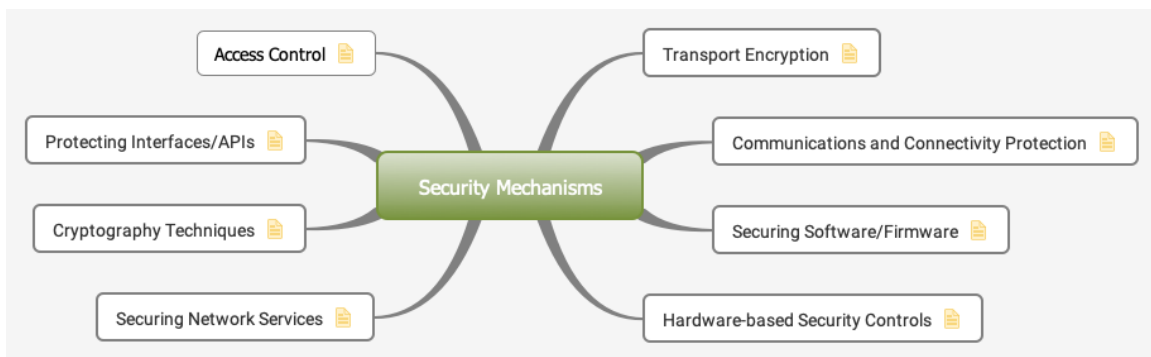 Access Control
Transport Encryption
Protecting Interfaces/APIs
Communications and Connectivity Protection
Security Mechanisms
Cryptography Techniques
Securing Software/Firmware
Securing Network Services
Hardware-based Security Controls